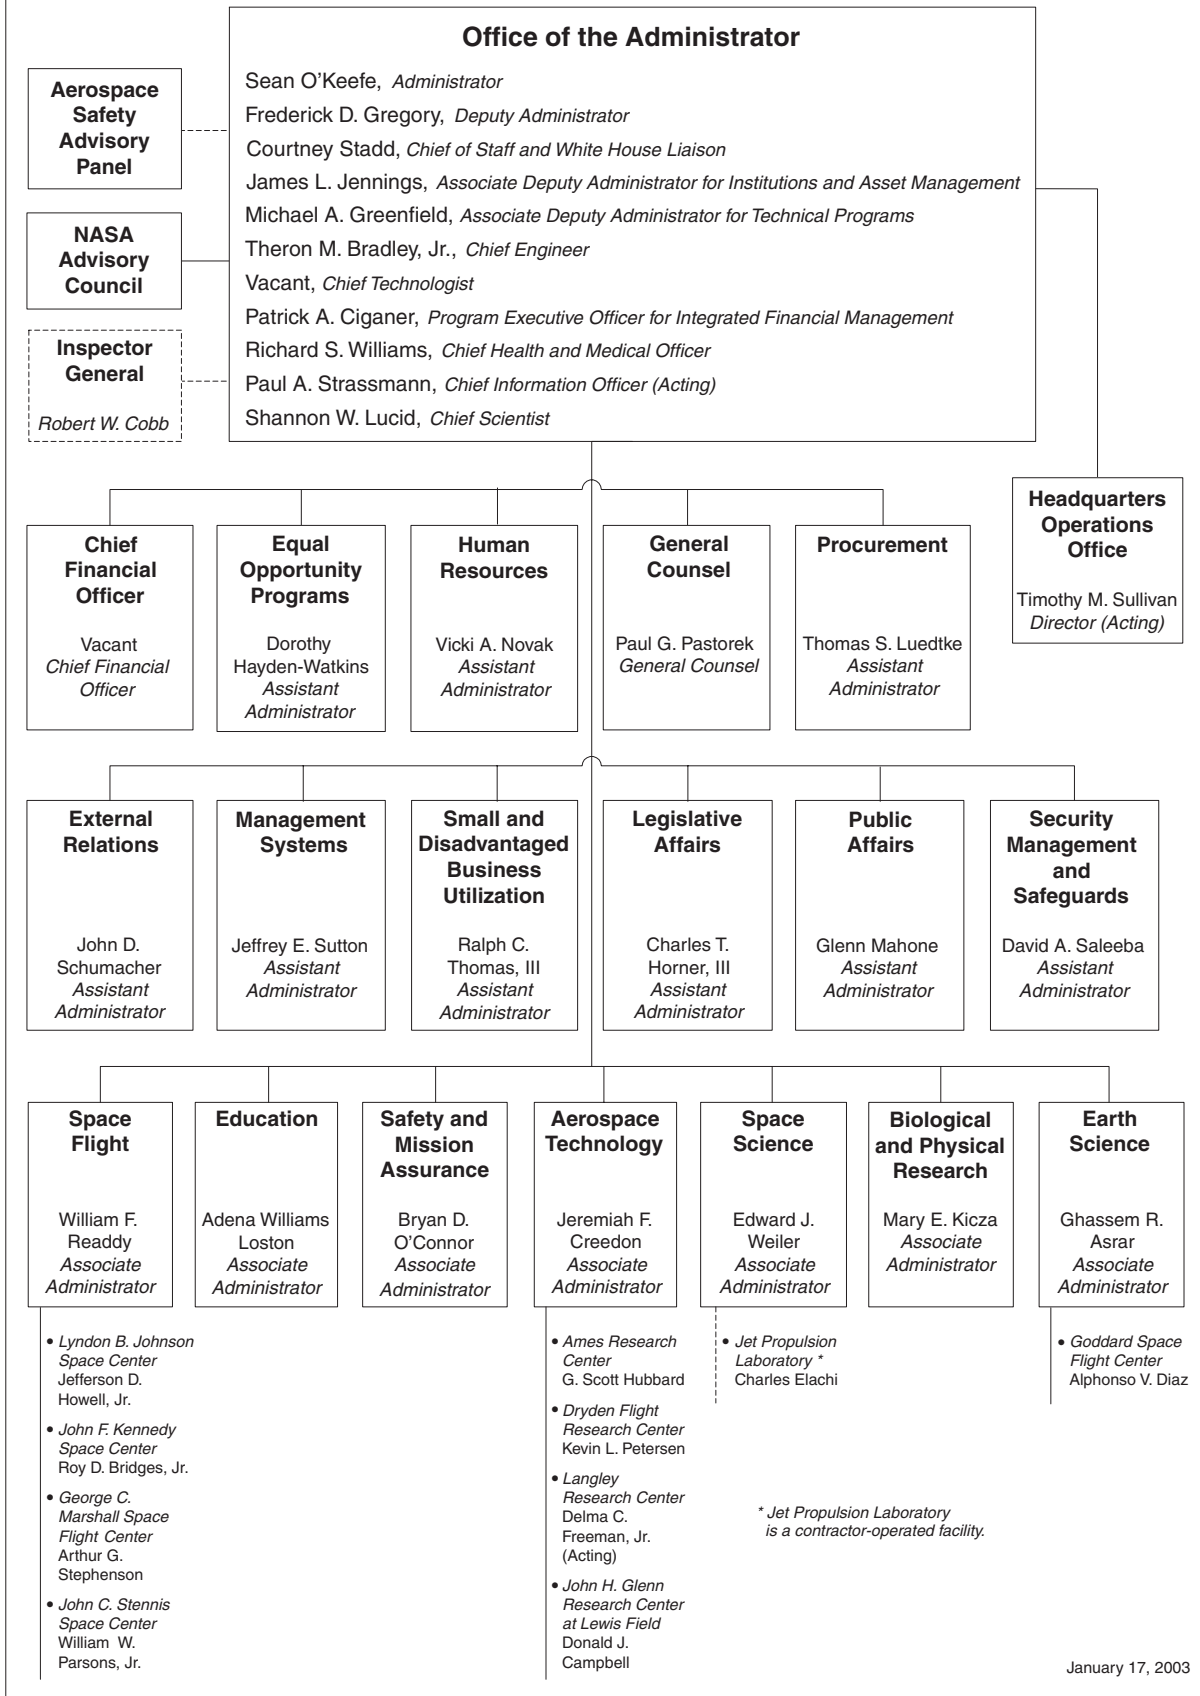 Office of the Administrator
Sean O'Keefe, Administrator
Frederick D. Gregory, Deputy Administrator
Courtney Stadd, Chief of Staff and White House Liaison
James L. Jennings, Associate Deputy Administrator for Institutions and Asset Management
Michael A. Greenfield, Associate Deputy Administrator for Technical Programs
Theron M. Bradley, Jr., Chief Engineer
Vacant, Chief Technologist
Patrick A. Ciganer, Program Executive Officer for Integrated Financial Management
Richard S. Williams, Chief Health and Medical Officer
Paul A. Strassmann, Chief Information Officer (Acting)
Shannon W. Lucid, Chief Scientist
Aerospace
Safety
Advisory
Panel
NASA
Advisory
Council
Inspector
General
Robert W. Cobb
Headquarters
Operations
Office
Timothy M. Sullivan
Director (Acting)
Chief
Financial
Officer
Vacant
Chief Financial
Officer
Equal
Opportunity
Programs
Dorothy
Hayden-Watkins
Assistant
Administrator
Human
Resources
Vicki A. Novak
Assistant
Administrator
General
Counsel
Paul G. Pastorek
General Counsel
Procurement
Thomas S. Luedtke
Assistant
Administrator
External
Relations
John D.
Schumacher
Assistant
Administrator
Management
Systems
Jeffrey E. Sutton
Assistant
Administrator
Small and
Disadvantaged
Business
Utilization
Ralph C.
Thomas, III
Assistant
Administrator
Legislative
Affairs
Charles T.
Horner, III
Assistant
Administrator
Public
Affairs
Glenn Mahone
Assistant
Administrator
Security
Management
and
Safeguards
David A. Saleeba
Assistant
Administrator
Space
Flight
William F.
Readdy
Associate
Administrator
• Lyndon B. Johnson
Space Center
Jefferson D.
Howell, Jr.
• John F. Kennedy
Space Center
Roy D. Bridges, Jr.
• George C.
Marshall Space
Flight Center
Arthur G.
Stephenson
• John C. Stennis
Space Center
William W.
Parsons, Jr.
Education
Adena Williams
Loston
Associate
Administrator
Safety and
Mission
Assurance
Bryan D.
O'Connor
Associate
Administrator
Aerospace
Technology
Jeremiah F.
Creedon
Associate
Administrator
• Ames Research
Center
G. Scott Hubbard
• Dryden Flight
Research Center
Kevin L. Petersen
• Langley
Research Center
Delma C.
Freeman, Jr.
(Acting)
• John H. Glenn
Research Center
at Lewis Field
Donald J.
Campbell
Space
Science
Edward J.
Weiler
Associate
Administrator
• Jet Propulsion
Laboratory *
Charles Elachi
Biological
and Physical
Research
Mary E. Kicza
Associate
Administrator
Earth
Science
Ghassem R.
Asrar
Associate
Administrator
• Goddard Space
Flight Center
Alphonso V. Diaz
* Jet Propulsion Laboratory
is a contractor-operated facility.
January 17, 2003